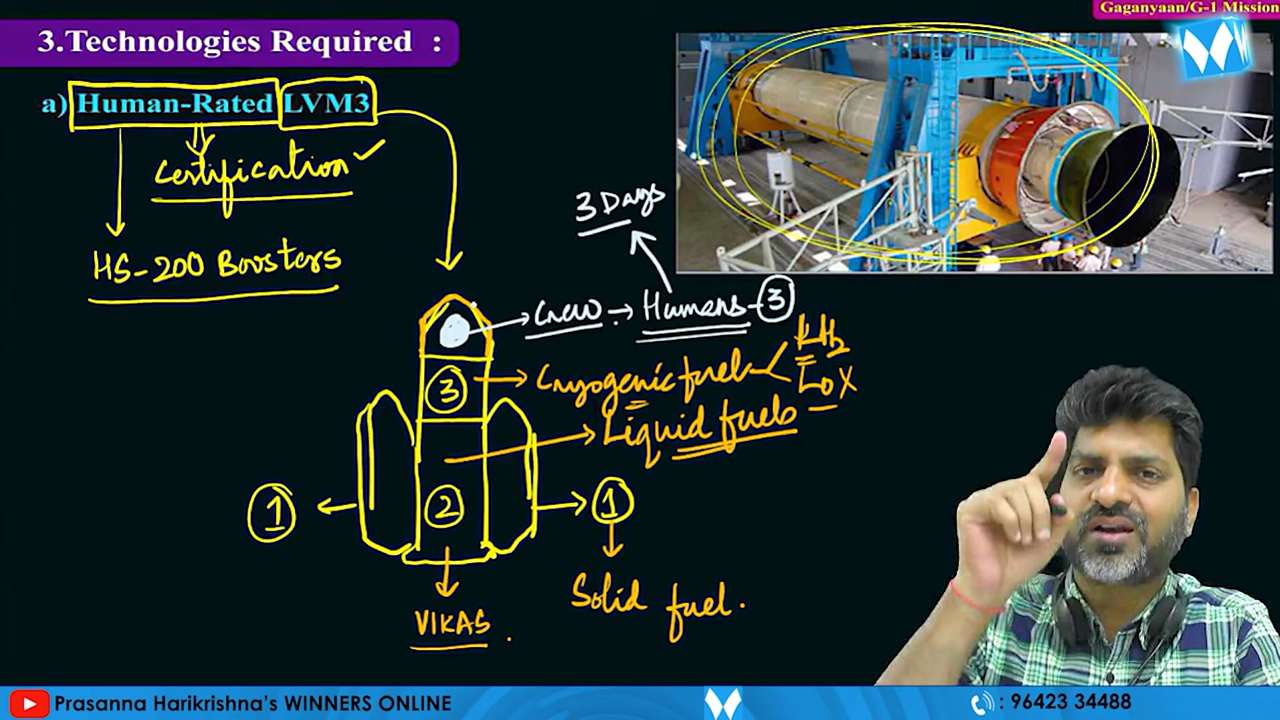 Gaganyaan/G-1 Mission
3.Technologies Required :
a) Human-Rated LVM3
Certification ✓
HS-200 Boosters
3 Days
Crew → Humans - 3
3 → Cryogenic fuel
LOX
Liquid fuels
1
2
1
VIKAS
Solid fuel.
Prasanna Harikrishna's WINNERS ONLINE
W
: 96423 34488